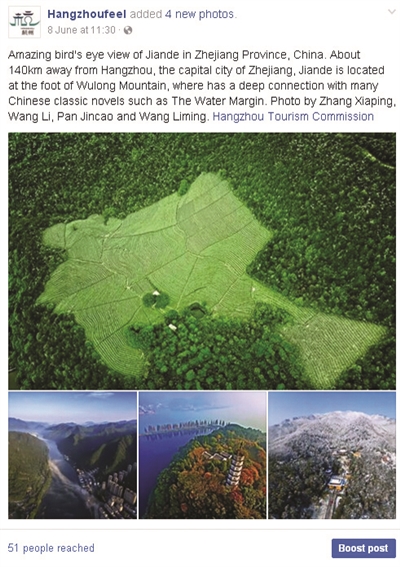 Hangzhoufeel added 4 new photos.
8 June at 11:30 ·
Amazing bird's eye view of Jiande in Zhejiang Province, China. About
140km away from Hangzhou, the capital city of Zhejiang, Jiande is located
at the foot of Wulong Mountain, where has a deep connection with many
Chinese classic novels such as The Water Margin. Photo by Zhang Xiaping,
Wang Li, Pan Jincao and Wang Liming. Hangzhou Tourism Commission
51 people reached
Boost post